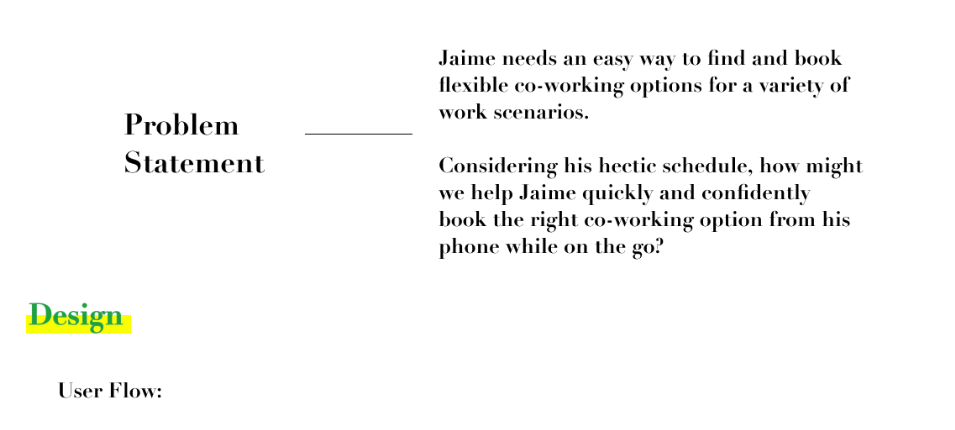 Problem
Statement
Jaime needs an easy way to find and book
flexible co-working options for a variety of
work scenarios.
Considering his hectic schedule, how might
we help Jaime quickly and confidently
book the right co-working option from his
phone while on the go?
Design
User Flow: